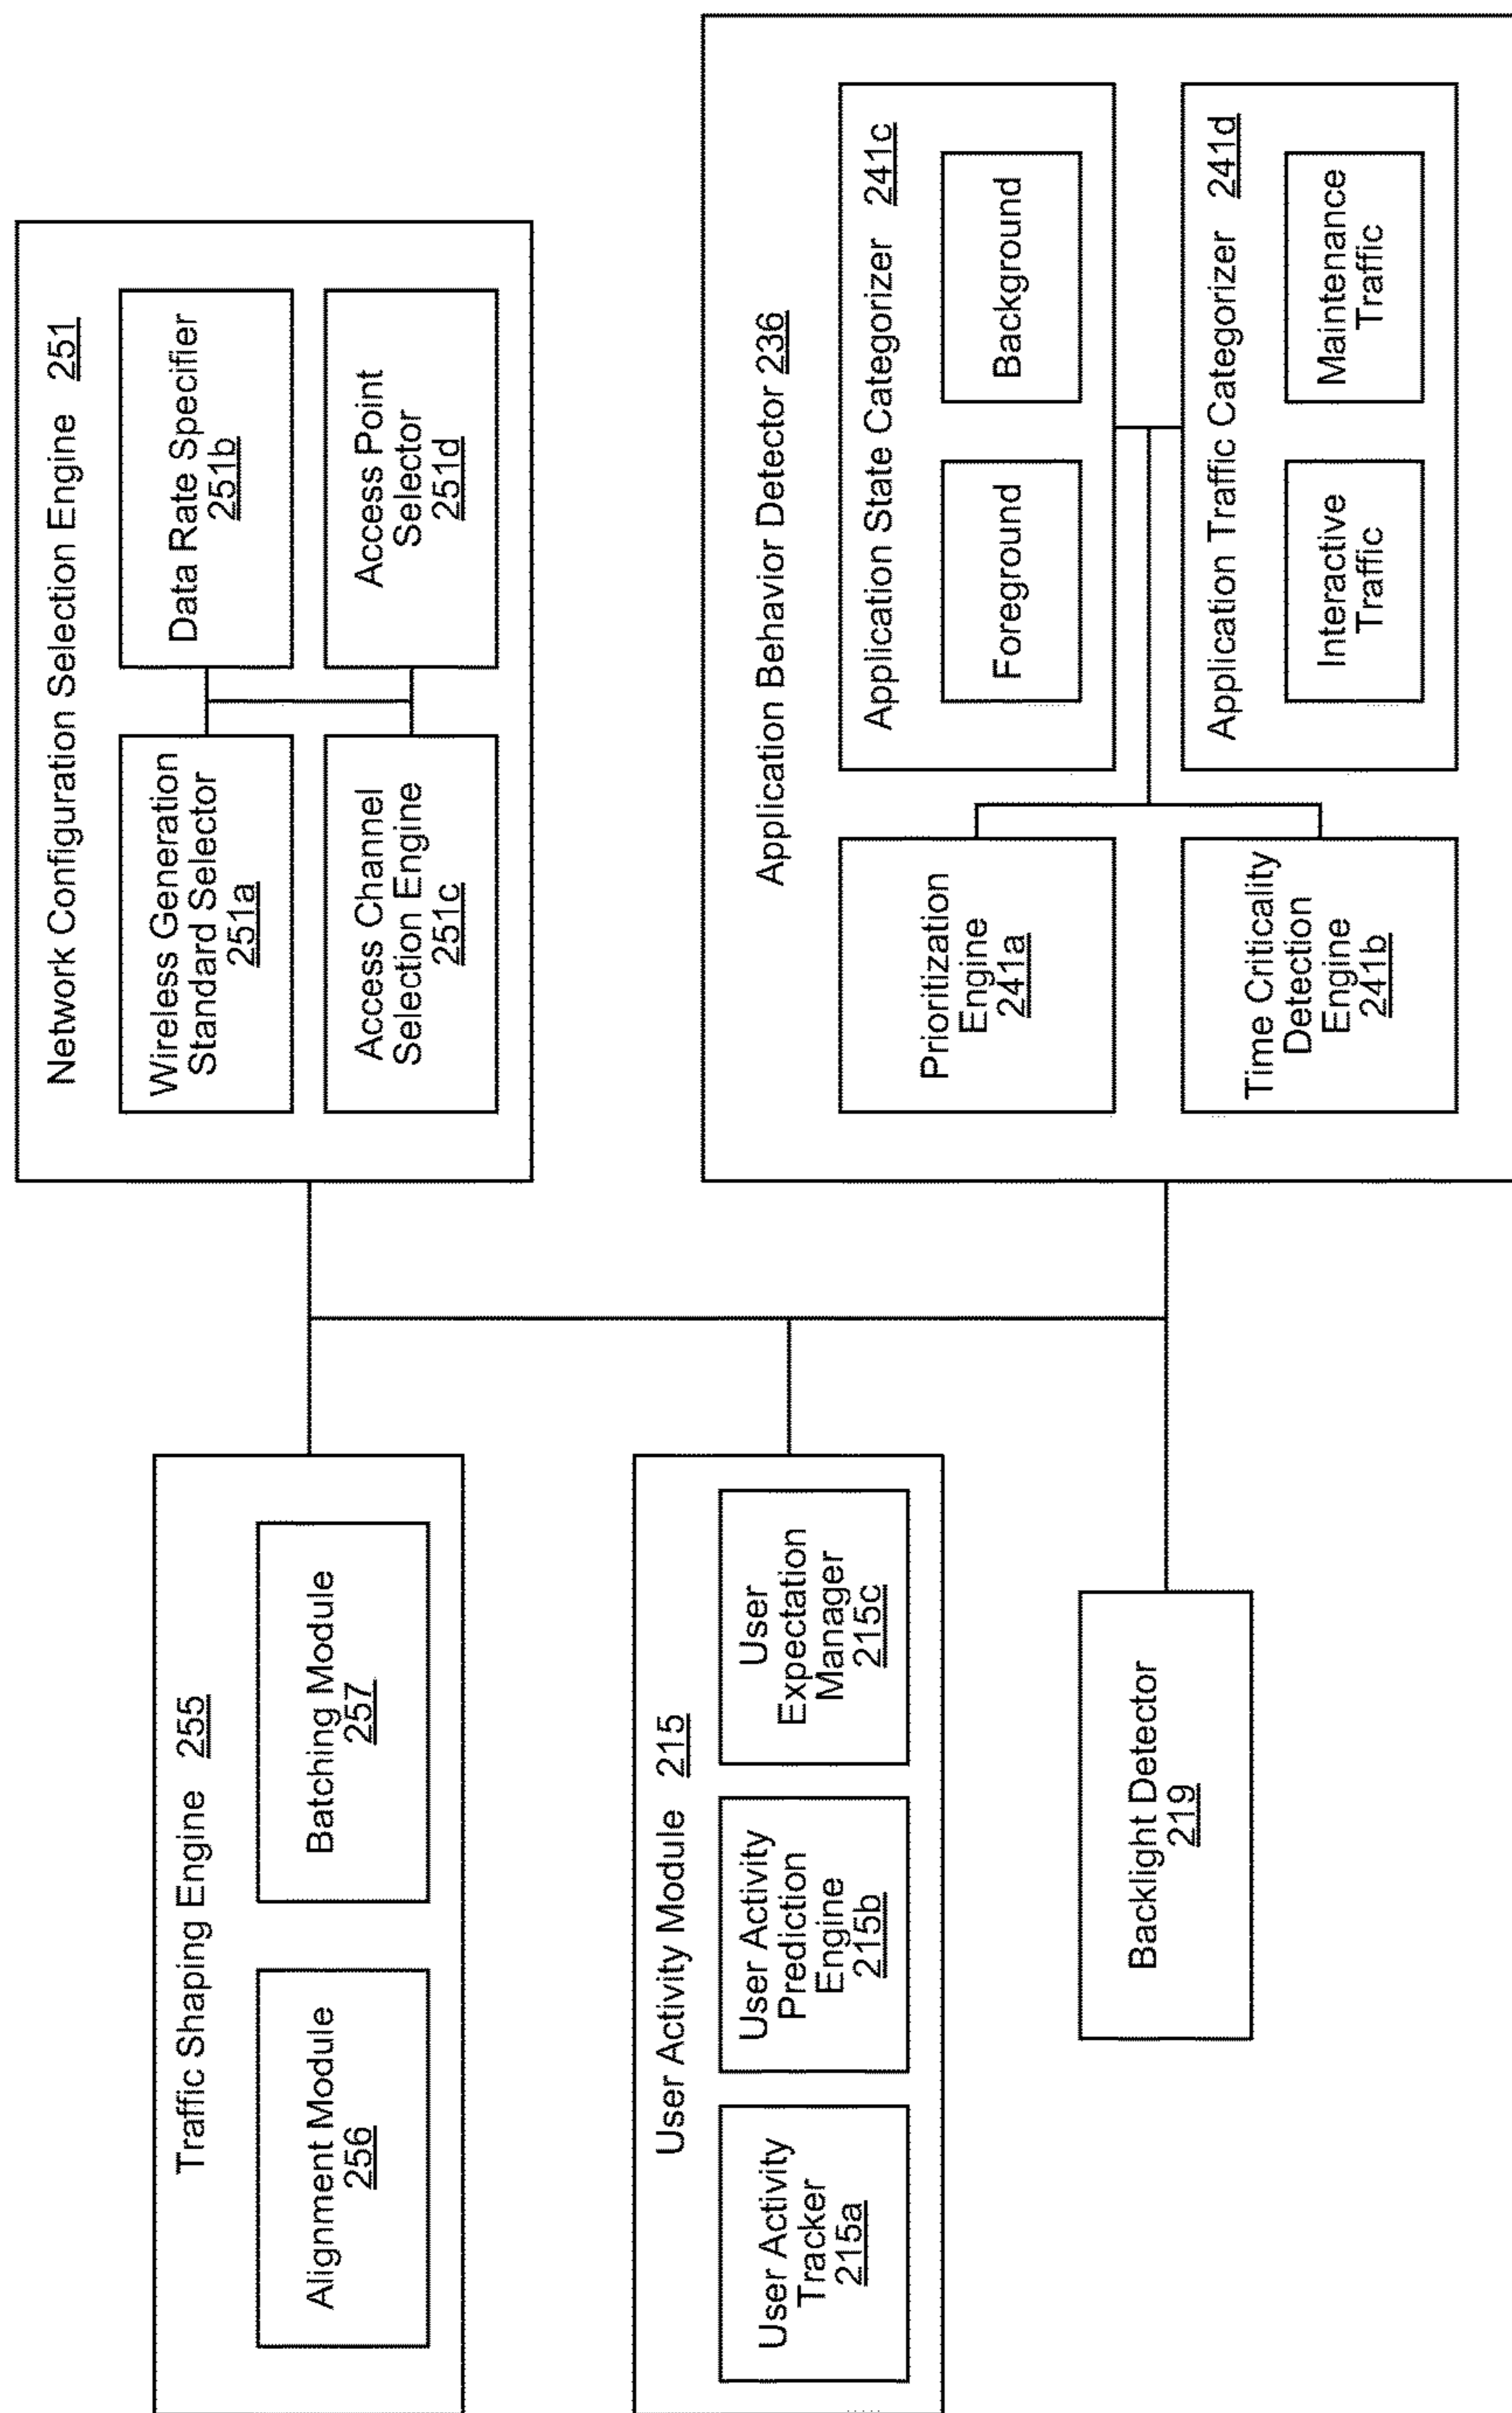 Traffic Shaping Engine 255
Alignment Module
256
Batching Module
257
User Activity Module 215
User Activity
Tracker
215a
User Activity
Prediction
Engine
215b
User
Expectation
Manager
215c
Backlight Detector
219
Network Configuration Selection Engine 251
Wireless Generation
Standard Selector
251a
Data Rate Specifier
251b
Access Channel
Selection Engine
251c
Access Point
Selector
251d
Application Behavior Detector 236
Prioritization
Engine
241a
Time Criticality
Detection
Engine
241b
Application State Categorizer 241c
Foreground
Background
Application Traffic Categorizer 241d
Interactive
Traffic
Maintenance
Traffic